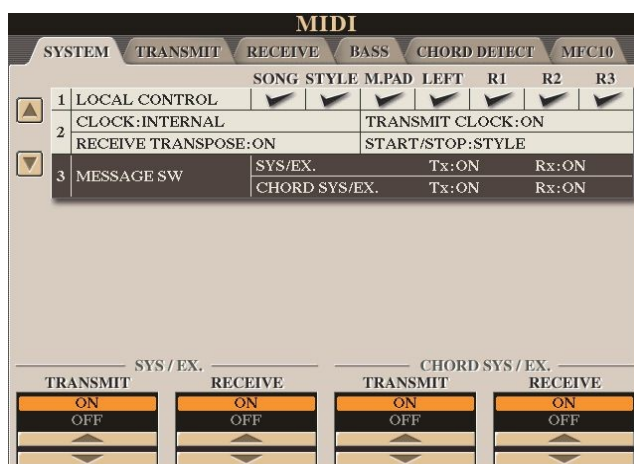 MIDI
SYSTEM TRANSMIT RECEIVE BASS CHORD DETECT MFC10
SONG STYLE M.PAD LEFT R1 R2 R3
1 LOCAL CONTROL
2 CLOCK:INTERNAL TRANSMIT CLOCK:ON
RECEIVE TRANSPOSE:ON START/STOP:STYLE
3 MESSAGE SW SYS/EX. Tx:ON Rx:ON
CHORD SYS/EX. Tx:ON Rx:ON
SYS / EX. CHORD SYS / EX.
TRANSMIT RECEIVE TRANSMIT RECEIVE
ON ON ON ON
OFF OFF OFF OFF